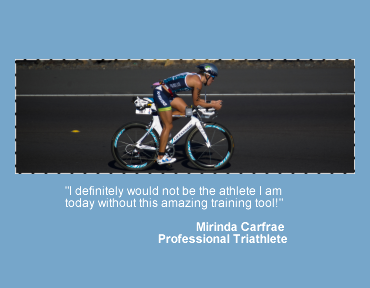 "I definitely would not be the athlete I am
today without this amazing training tool!"
Mirinda Carfrae
Professional Triathlete